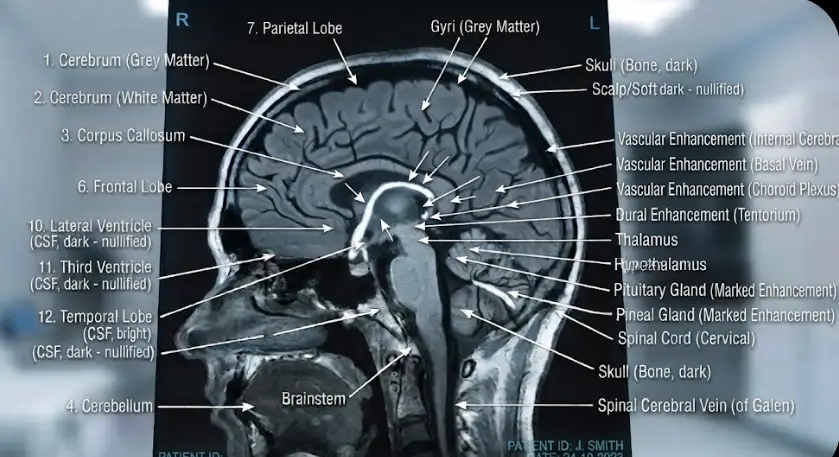 R
L
7. Parietal Lobe
Gyri (Grey Matter)
1. Cerebrum (Grey Matter)
2. Cerebrum (White Matter)
3. Corpus Callosum
6. Frontal Lobe
10. Lateral Ventricle
(CSF, dark - nullified)
11. Third Ventricle
(CSF, dark - nullified)
12. Temporal Lobe
(CSF, bright)
(CSF, dark - nullified)
4. Cerebellum
Brainstem
Skull (Bone, dark)
Scalp/Soft dark - nullified)
Vascular Enhancement (Internal Cerebra
Vascular Enhancement (Basal Vein)
Vascular Enhancement (Choroid Plexus
Dural Enhancement (Tentorium)
Thalamus
Pituitary Gland (Marked Enhancement)
Pineal Gland (Marked Enhancement)
Spinal Cord (Cervical)
Skull (Bone, dark)
Spinal Cerebral Vein (of Galen)
PATIENT ID:
PATIENT ID: J. SMITH